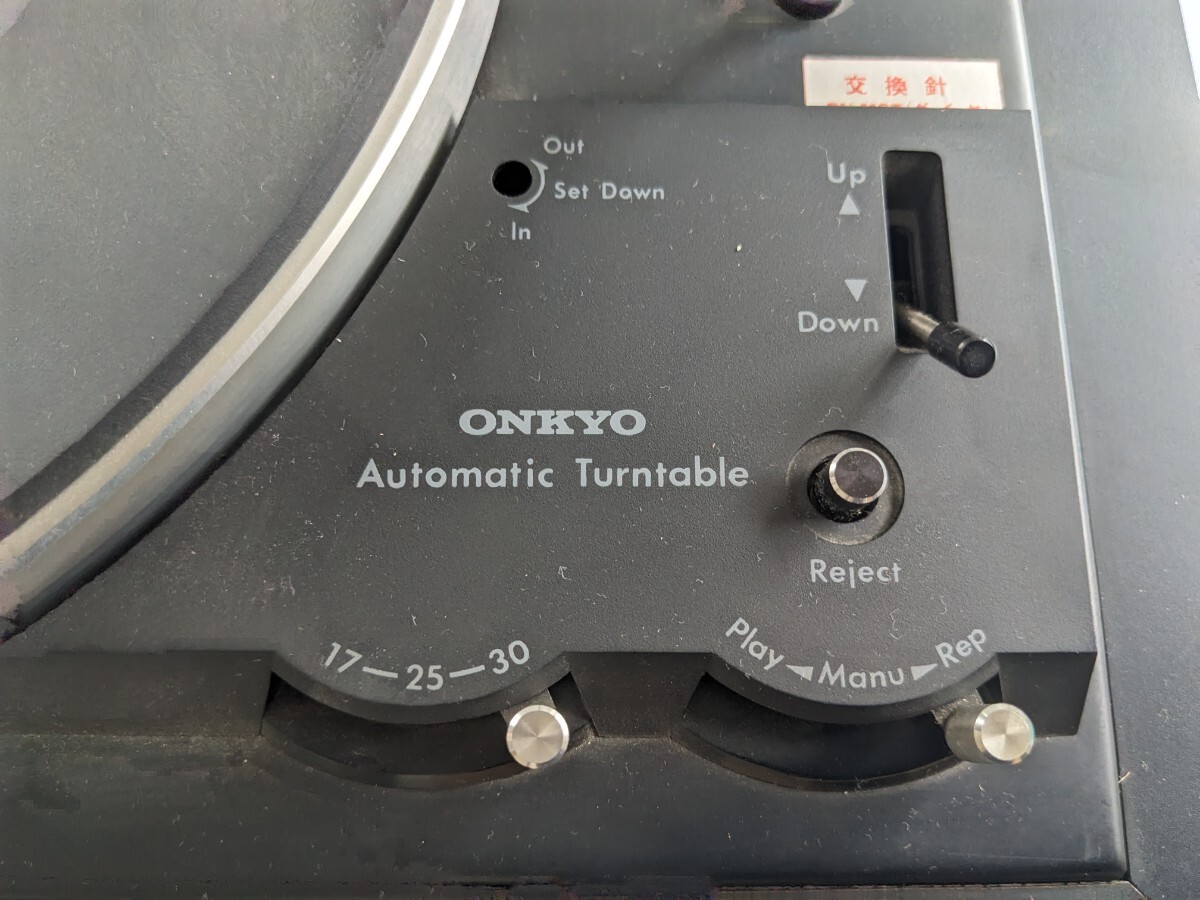 交換針
Out
Set Down
In
Up
Down
ONKYO
Automatic Turntable
Reject
17—25—30
Play Manu Rep